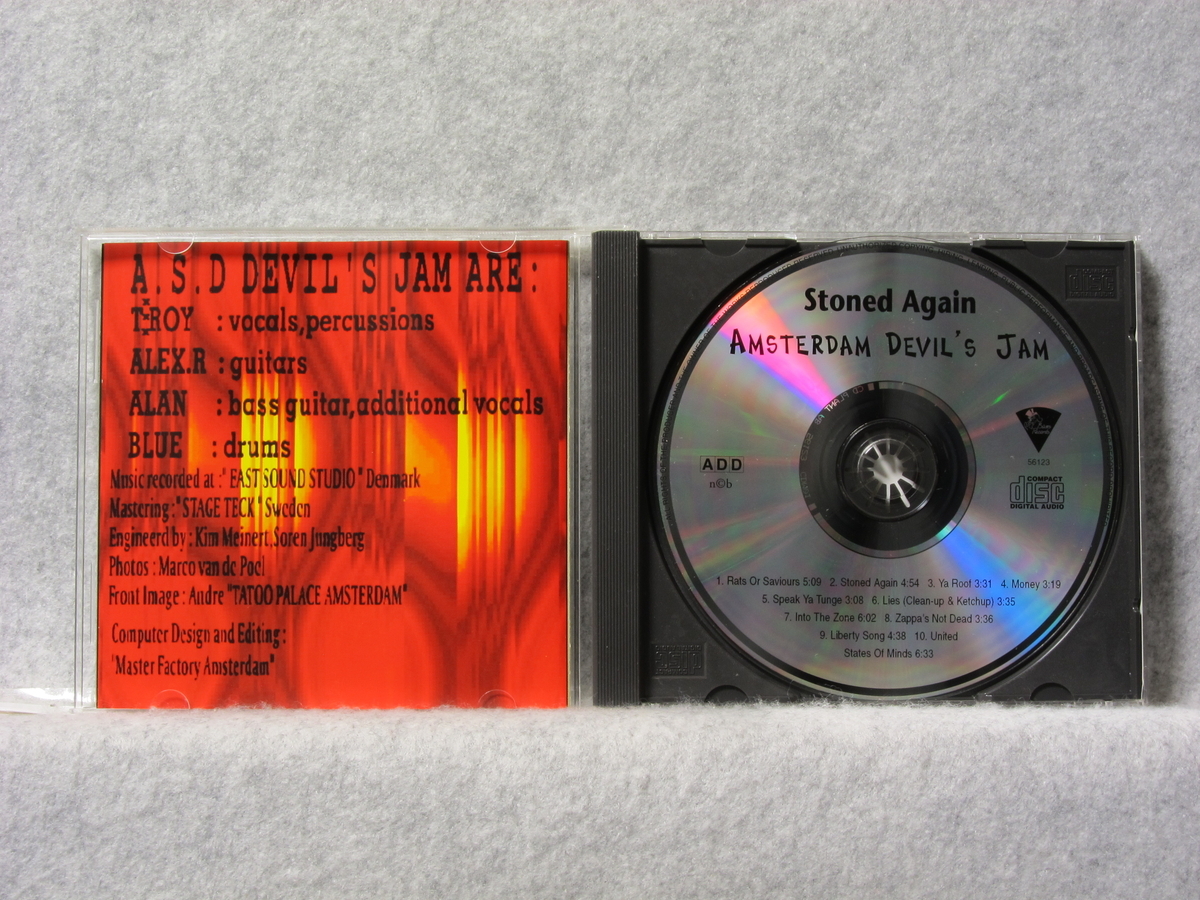 A.S.D DEVIL'S JAM ARE:
TROY : vocals,percussions
ALEX.R : guitars
ALAN : bass guitar,additional vocals
BLUE : drums
Music recorded at :" EAST SOUND STUDIO " Denmark
Mastering :"STAGE TECK" Sweden
Engineerd by : Kim Meinert,Soren Jungberg
Photos : Marco van de Poel
Front Image : Andre "TATOO PALACE AMSTERDAM"
Computer Design and Editing :
'Master Factory Amsterdam"
Stoned Again
AMSTERDAM DEVIL'S JAM
CD PLANT
ADD
n©b
Records
56123
COMPACT
disc
DIGITAL AUDIO
1. Rats Or Saviours 5:09 2. Stoned Again 4:54 3. Ya Roof 3:31 4. Money 3:19
5. Speak Ya Tunge 3:08 6. Lies (Clean-up & Ketchup) 3:35
7. Into The Zone 6:02 8. Zappa's Not Dead 3:36
9. Liberty Song 4:38 10. United
States Of Minds 6:33